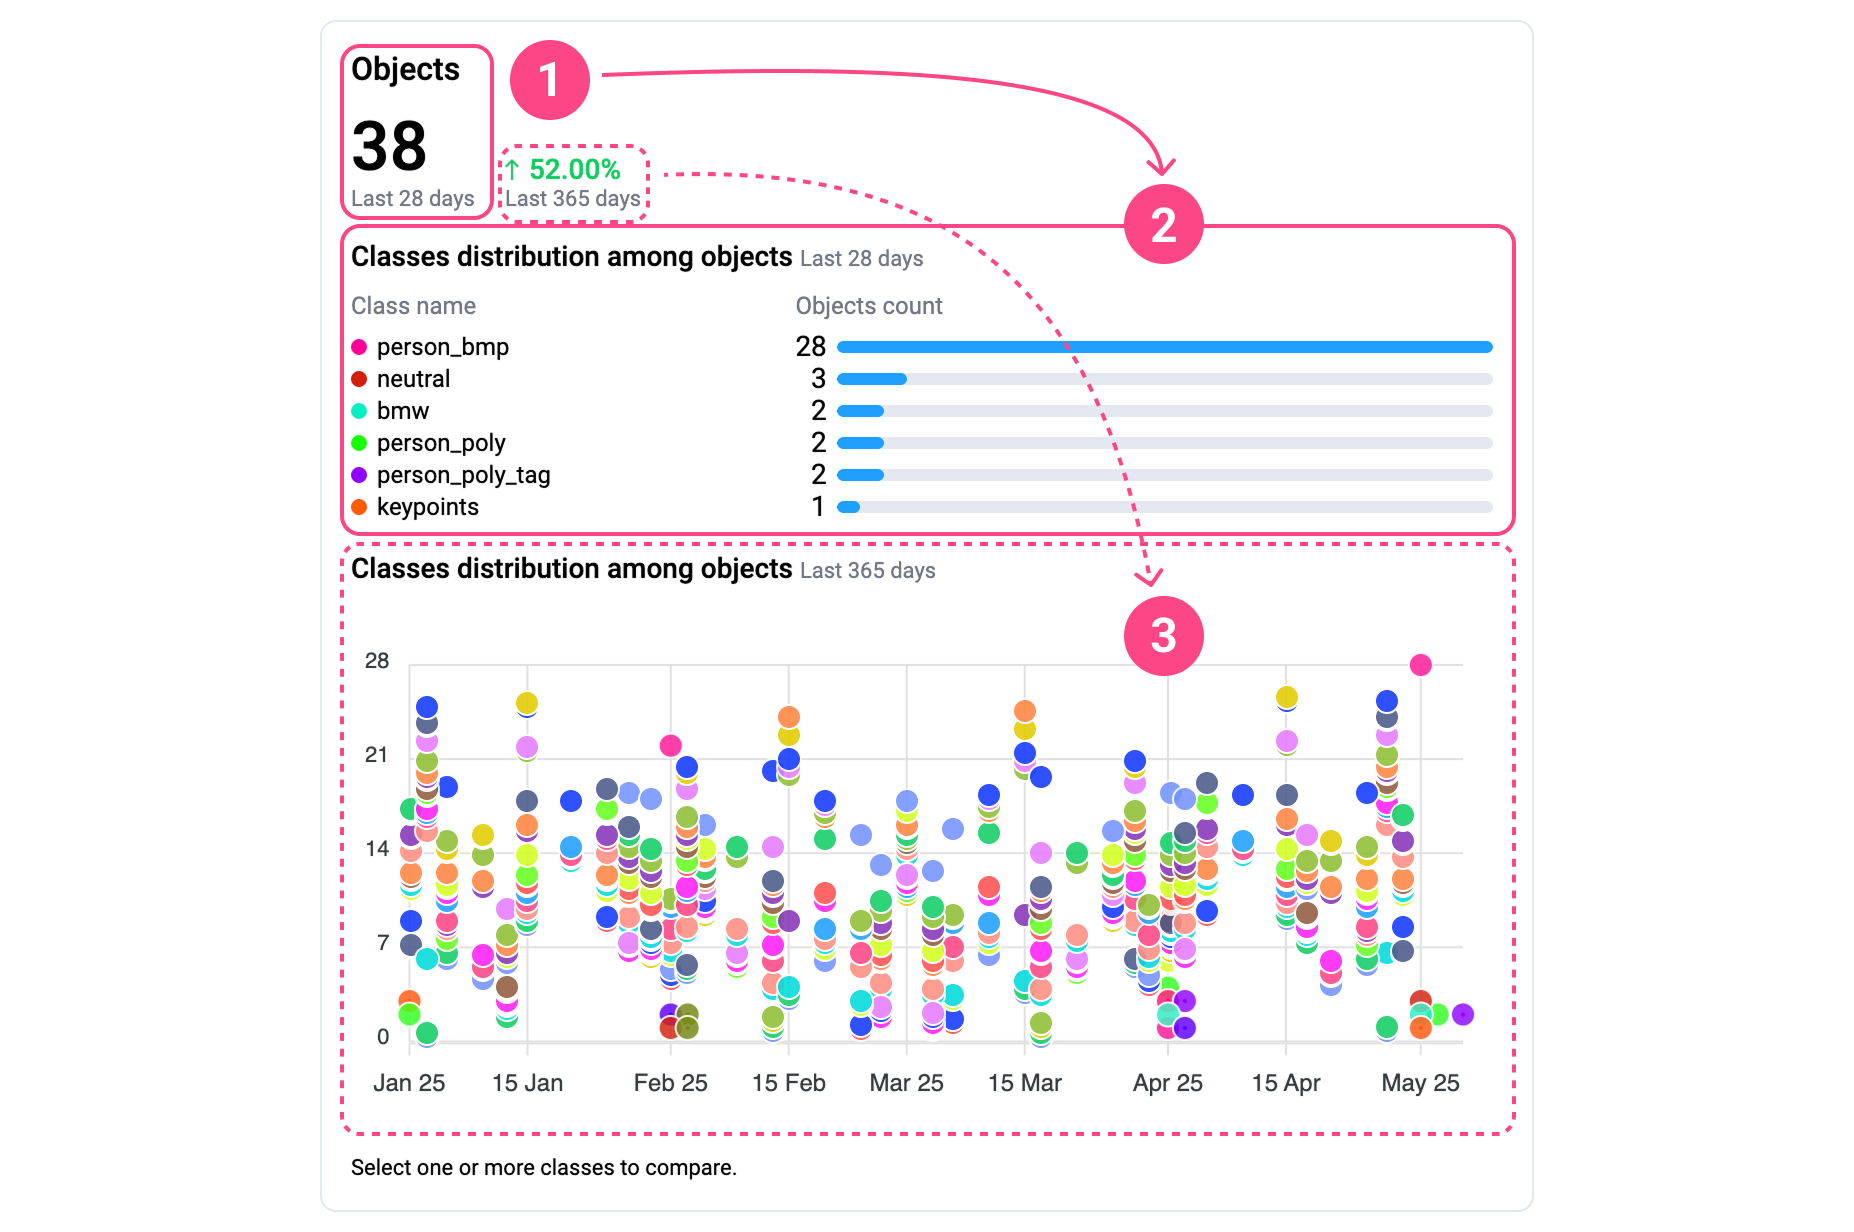 Objects
1
38
↑ 52.00%
Last 28 days
Last 365 days
2
Classes distribution among objects Last 28 days
Class name Objects count
person_bmp 28
neutral 3
bmw 2
person_poly 2
person_poly_tag 2
keypoints 1
Classes distribution among objects Last 365 days
3
28
21
14
7
0
Jan 25 15 Jan Feb 25 15 Feb Mar 25 15 Mar Apr 25 15 Apr May 25
Select one or more classes to compare.